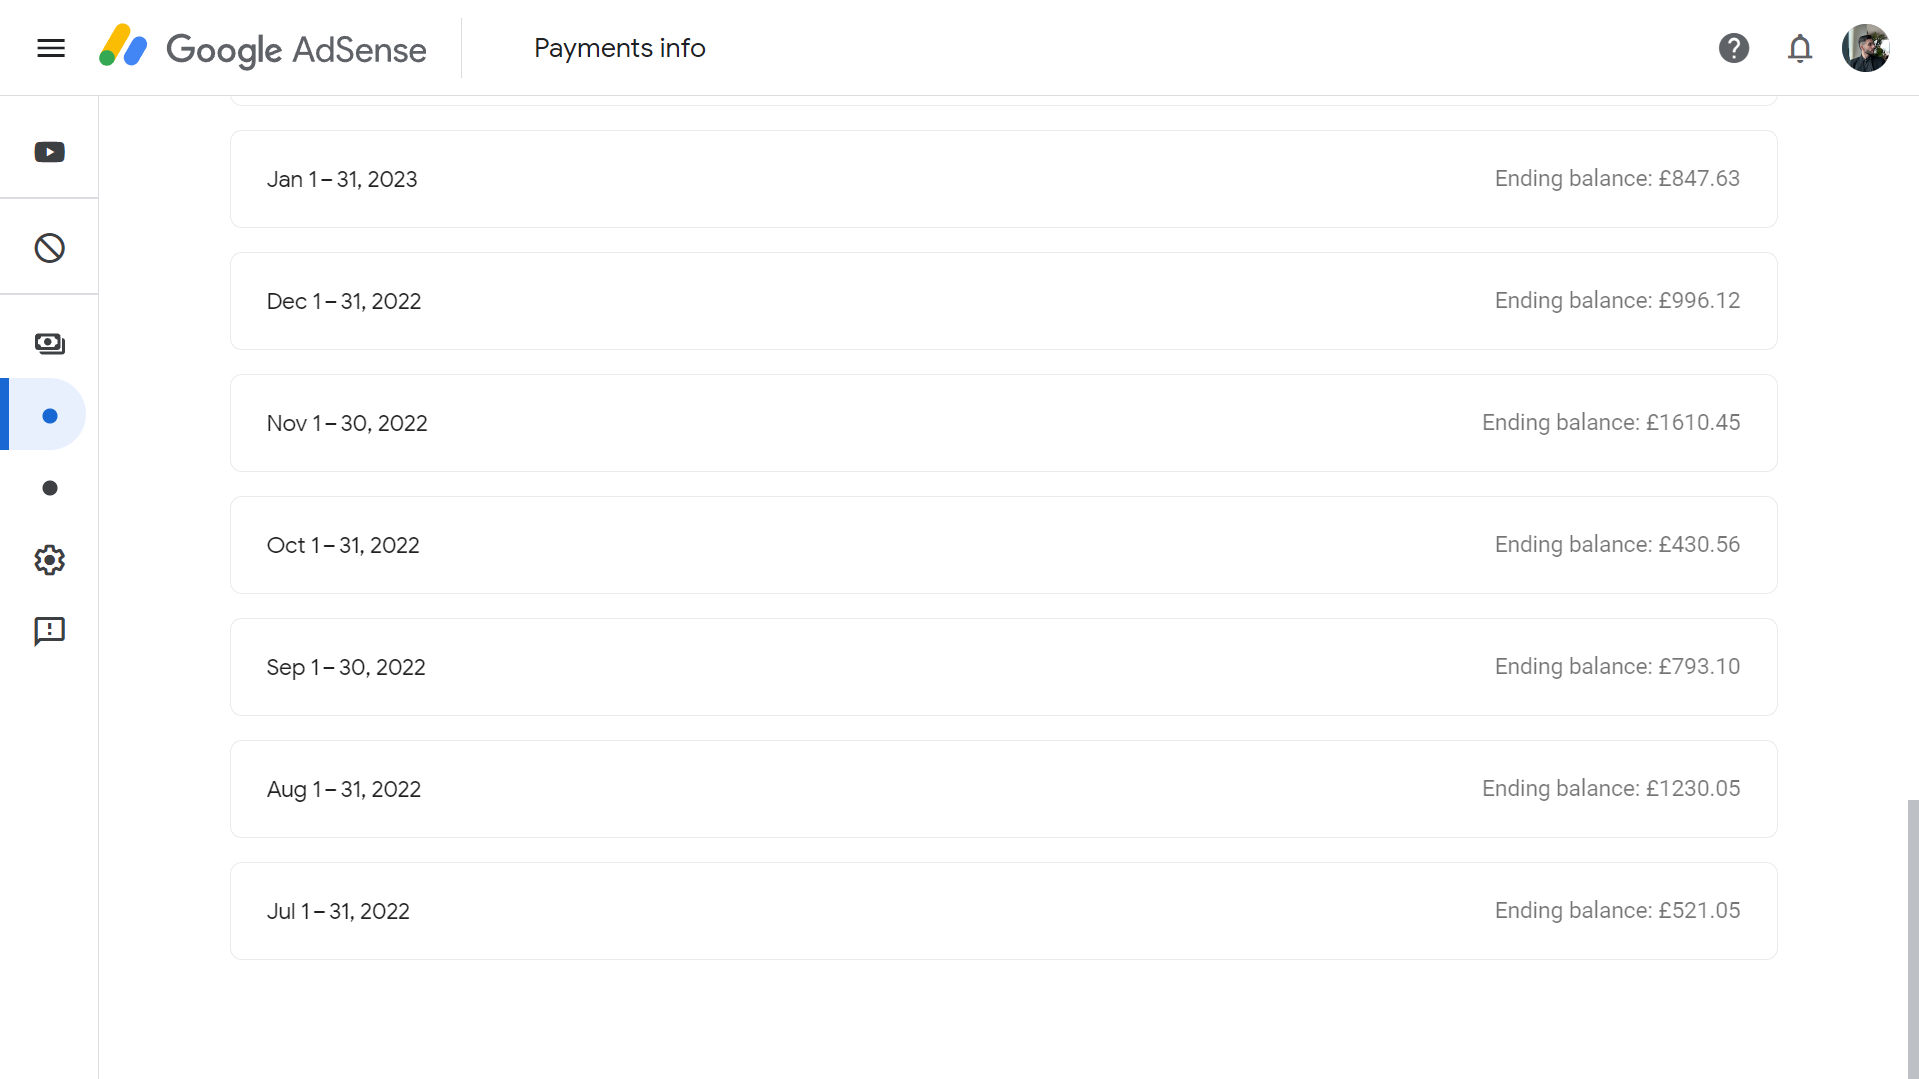 Google AdSense
Payments info
Jan 1 – 31, 2023
Ending balance: £847.63
Dec 1 – 31, 2022
Ending balance: £996.12
Nov 1 – 30, 2022
Ending balance: £1610.45
Oct 1 – 31, 2022
Ending balance: £430.56
Sep 1 – 30, 2022
Ending balance: £793.10
Aug 1 – 31, 2022
Ending balance: £1230.05
Jul 1 – 31, 2022
Ending balance: £521.05